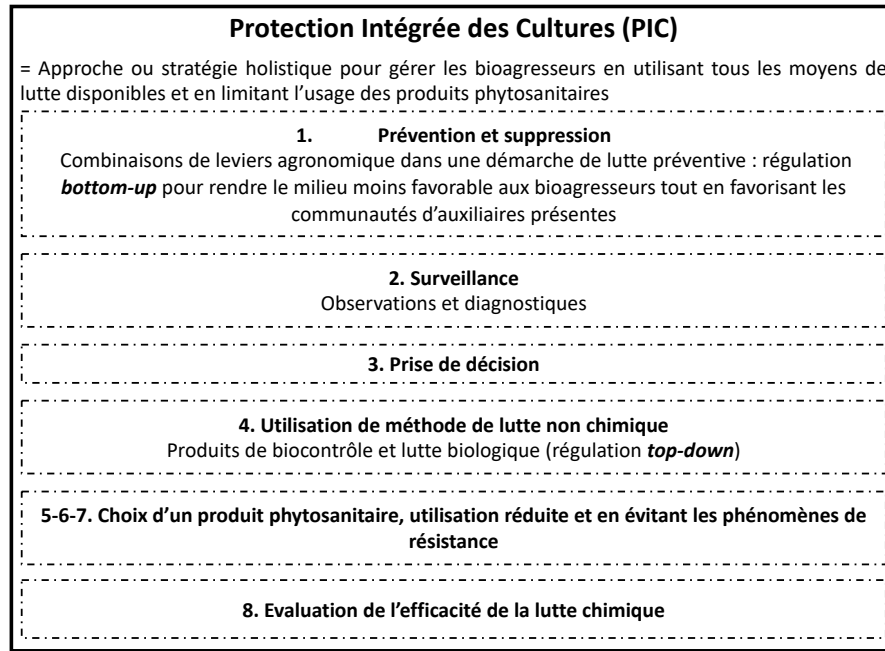 Protection Intégrée des Cultures (PIC)
= Approche ou stratégie holistique pour gérer les bioagresseurs en utilisant tous les moyens de
lutte disponibles et en limitant l’usage des produits phytosanitaires
1. Prévention et suppression
Combinaisons de leviers agronomique dans une démarche de lutte préventive : régulation
bottom-up pour rendre le milieu moins favorable aux bioagresseurs tout en favorisant les
communautés d’auxiliaires présentes
2. Surveillance
Observations et diagnostiques
3. Prise de décision
4. Utilisation de méthode de lutte non chimique
Produits de biocontrôle et lutte biologique (régulation top-down)
5-6-7. Choix d’un produit phytosanitaire, utilisation réduite et en évitant les phénomènes de
résistance
8. Evaluation de l’efficacité de la lutte chimique